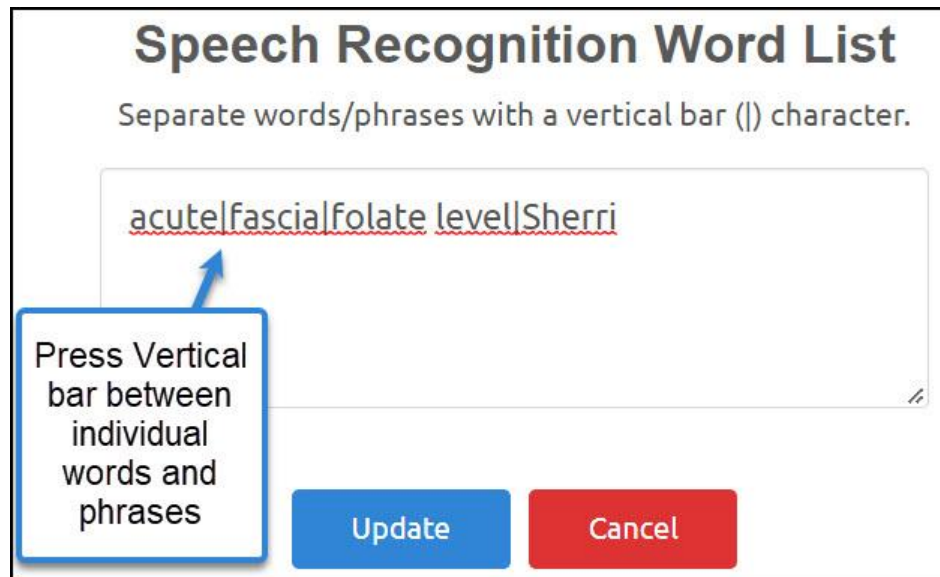 Speech Recognition Word List
Separate words/phrases with a vertical bar (|) character.
acute|fascia|folate level|Sherri
Press Vertical
bar between
individual
words and
phrases
Update
Cancel